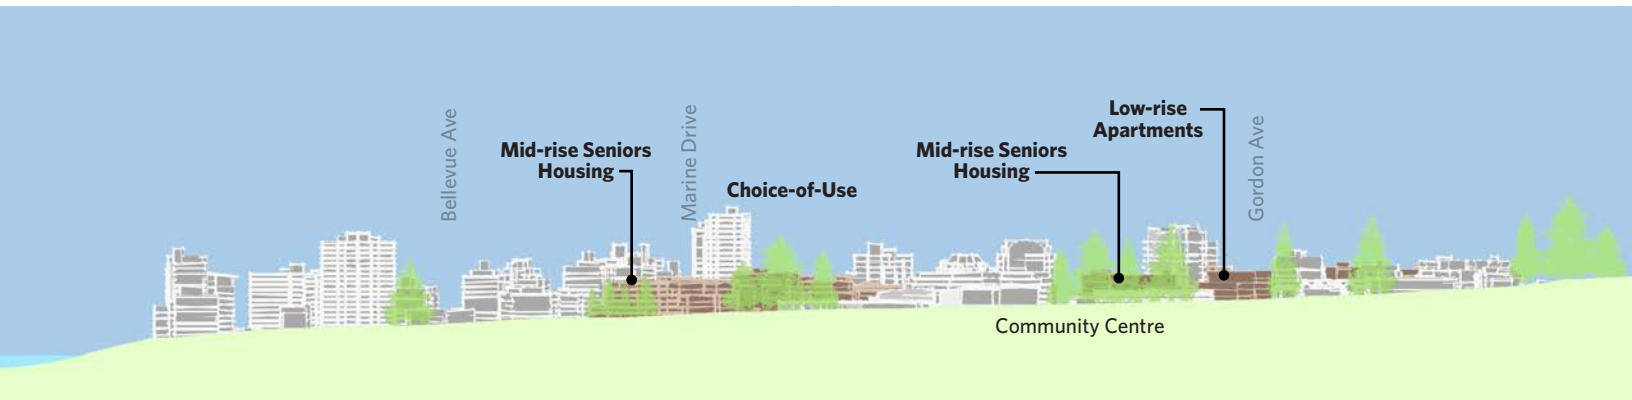 Bellevue Ave
Mid-rise Seniors
Housing
Marine Drive
Choice-of-Use
Mid-rise Seniors
Housing
Low-rise
Apartments
Gordon Ave
Community Centre